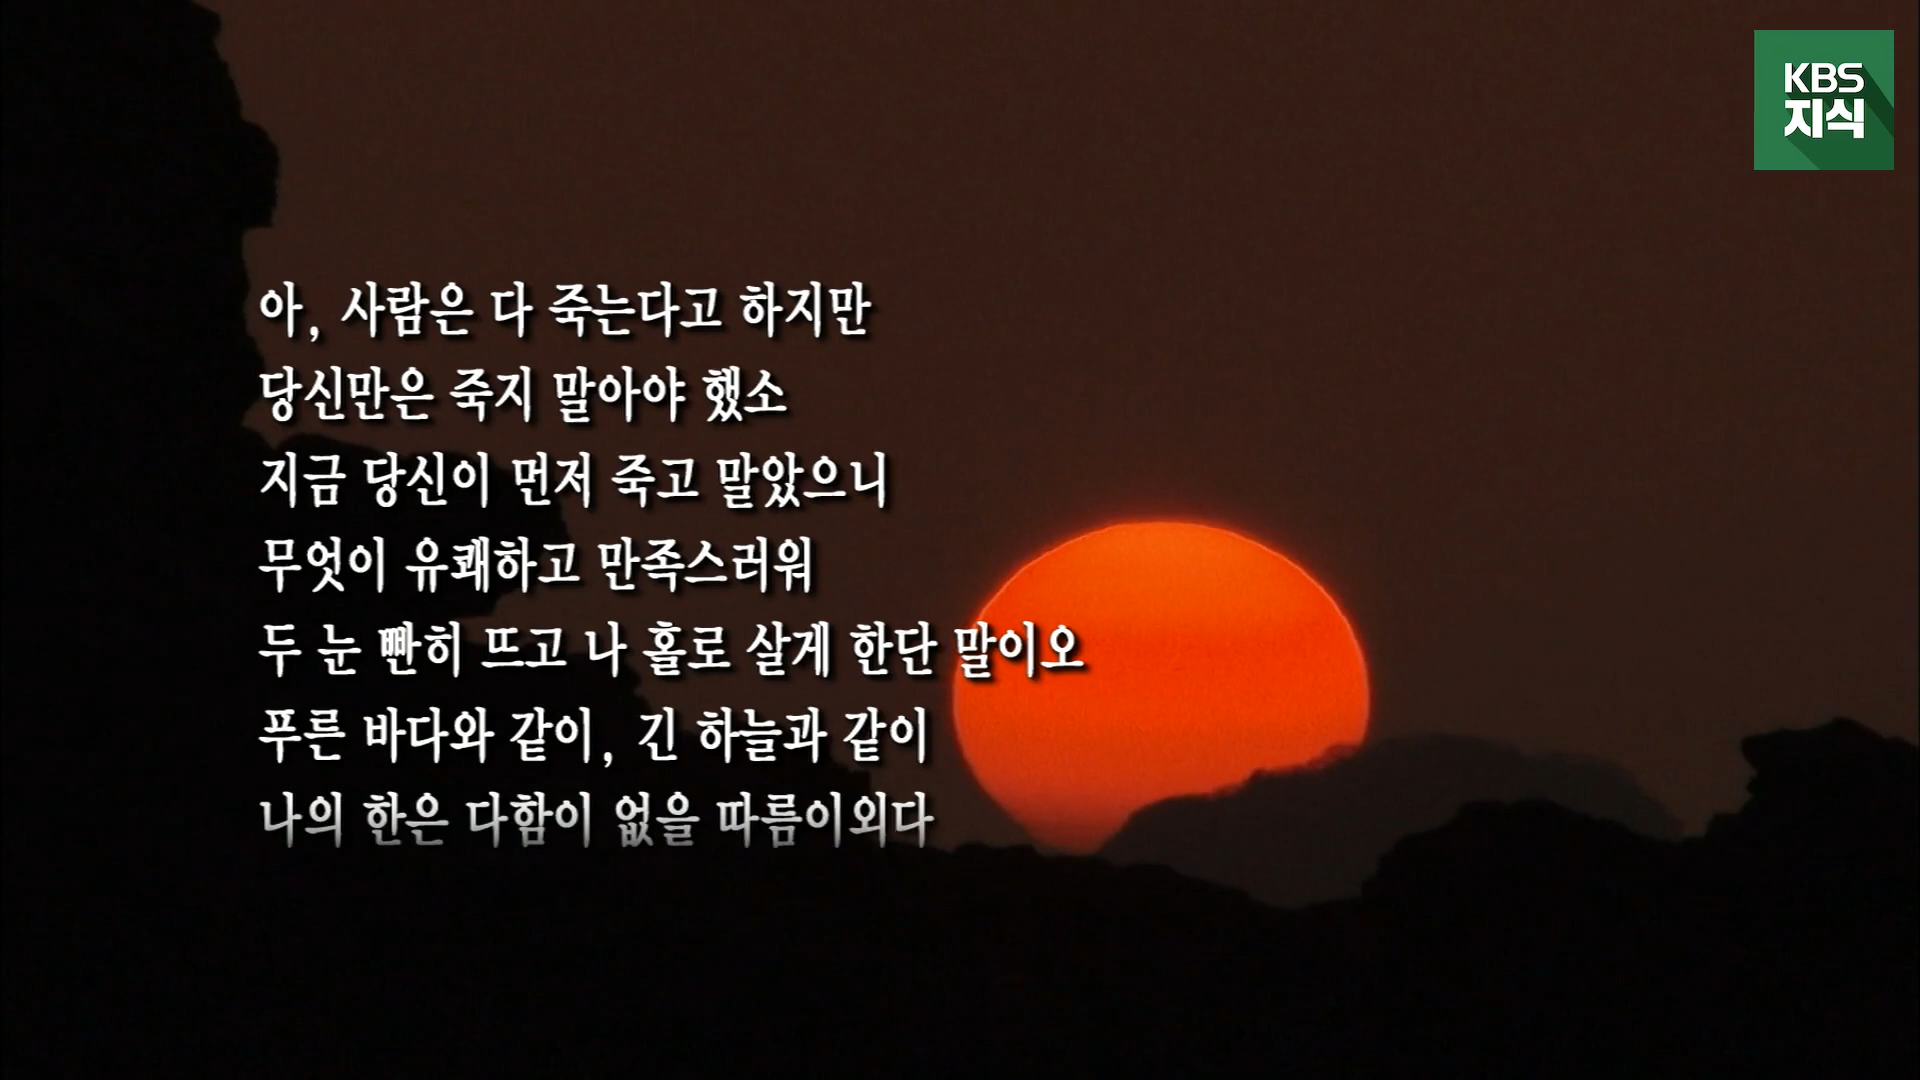 KBS
지식
아, 사람은 다 죽는다고 하지만
당신만은 죽지 말아야 했소
지금 당신이 먼저 죽고 말았으니
무엇이 유쾌하고 만족스러워
두 눈 빤히 뜨고 나 홀로 살게 한단 말이오
푸른 바다와 같이, 긴 하늘과 같이
나의 한은 다함이 없을 따름이외다